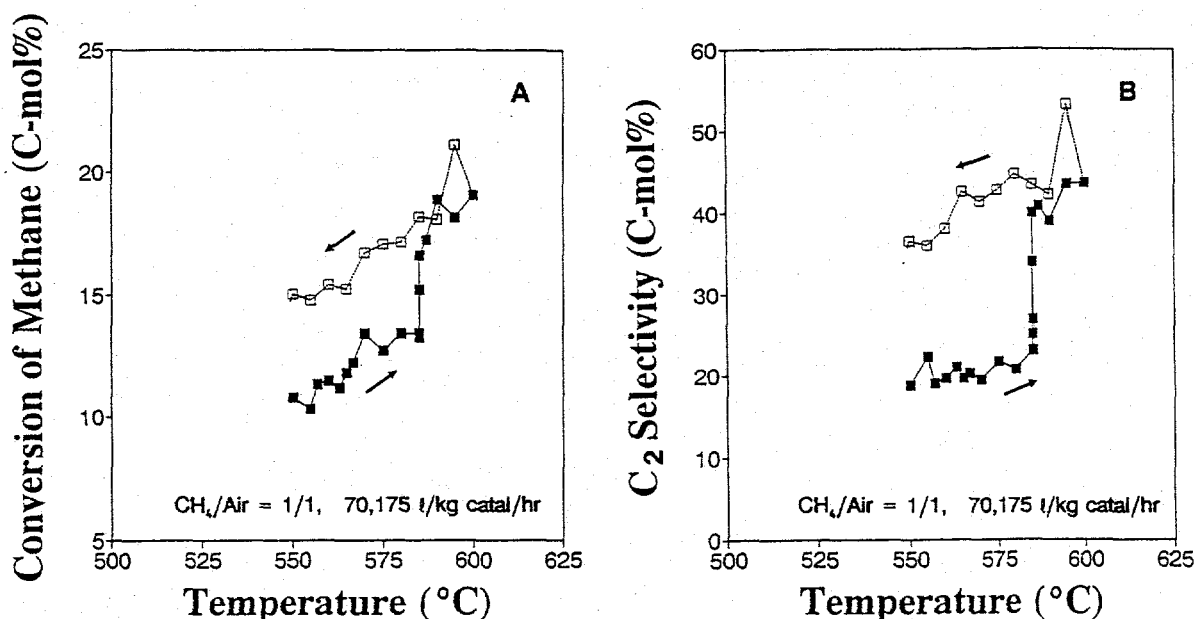 Conversion of Methane (C-mol%)
25
20
15
10
5
A
CH₄/Air = 1/1, 70,175 ℓ/kg catal/hr
500 525 550 575 600 625
Temperature (°C)
C₂ Selectivity (C-mol%)
60
50
40
30
20
10
0
B
CH₄/Air = 1/1, 70,175 ℓ/kg catal/hr
500 525 550 575 600 625
Temperature (°C)